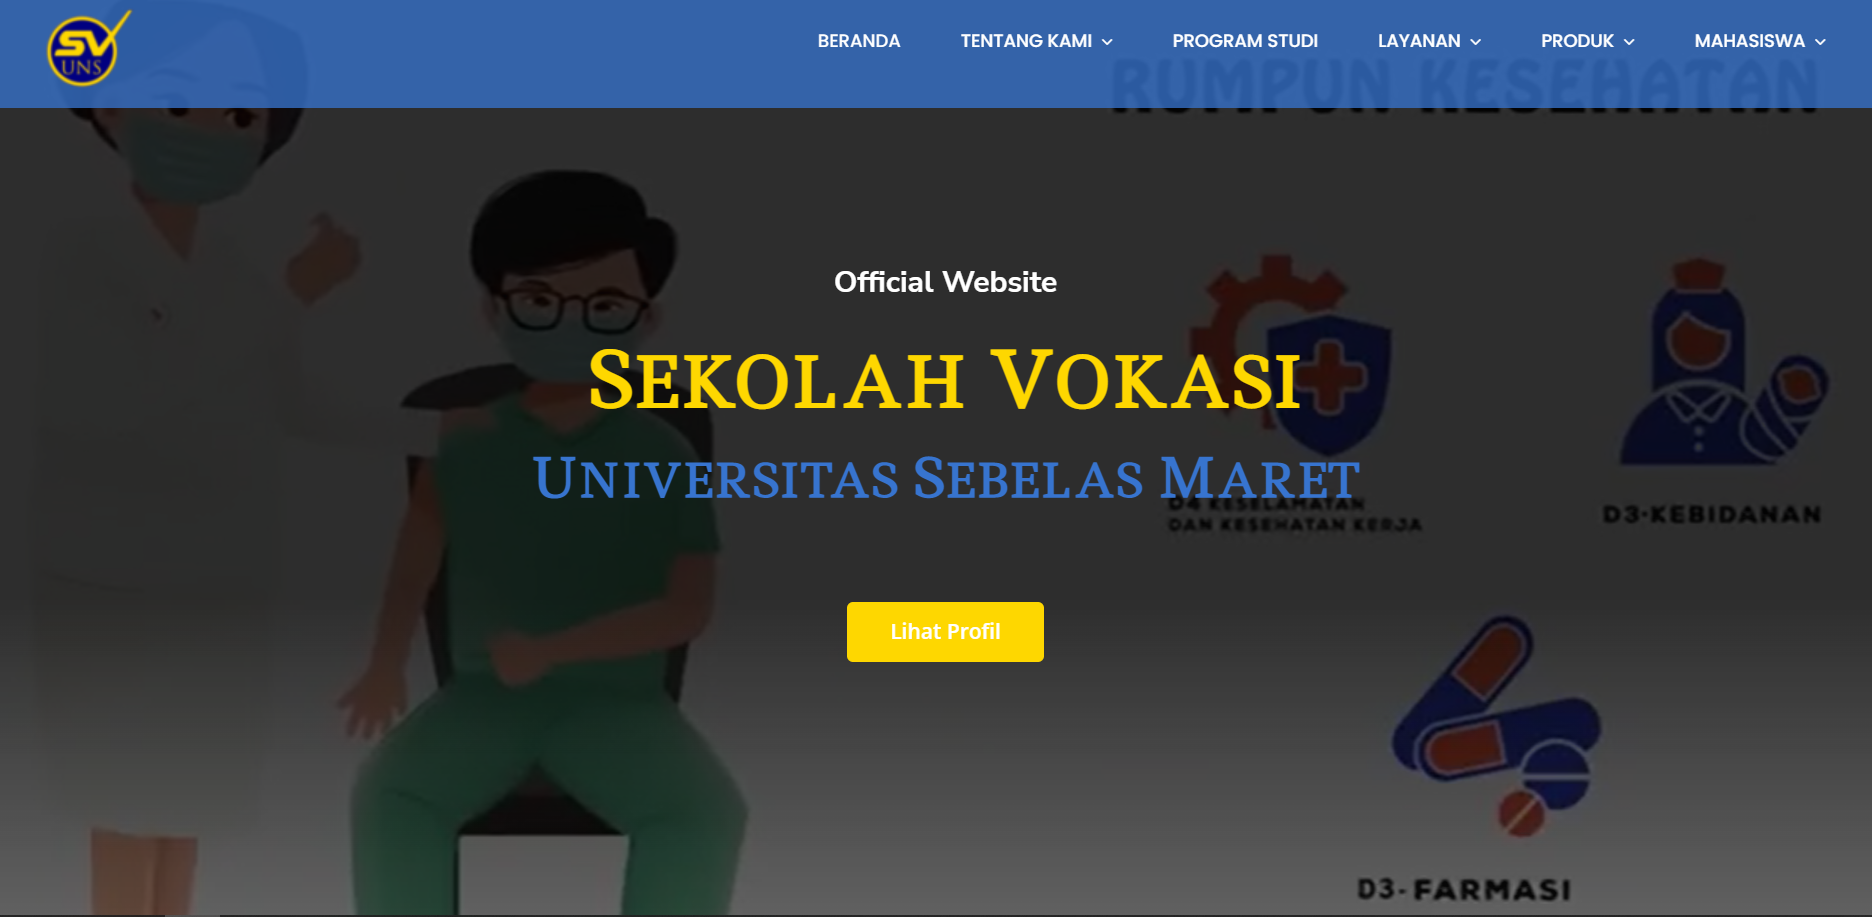 SV
UNS
BERANDA TENTANG KAMI PROGRAM STUDI LAYANAN PRODUK MAHASISWA
RUMPUN KESEHATAN
Official Website
SEKOLAH VOKASI
UNIVERSITAS SEBELAS MARET
D4 KESELAMATAN
DAN KESEHATAN KERJA
D3-KEBIDANAN
Lihat Profil
D3-FARMASI